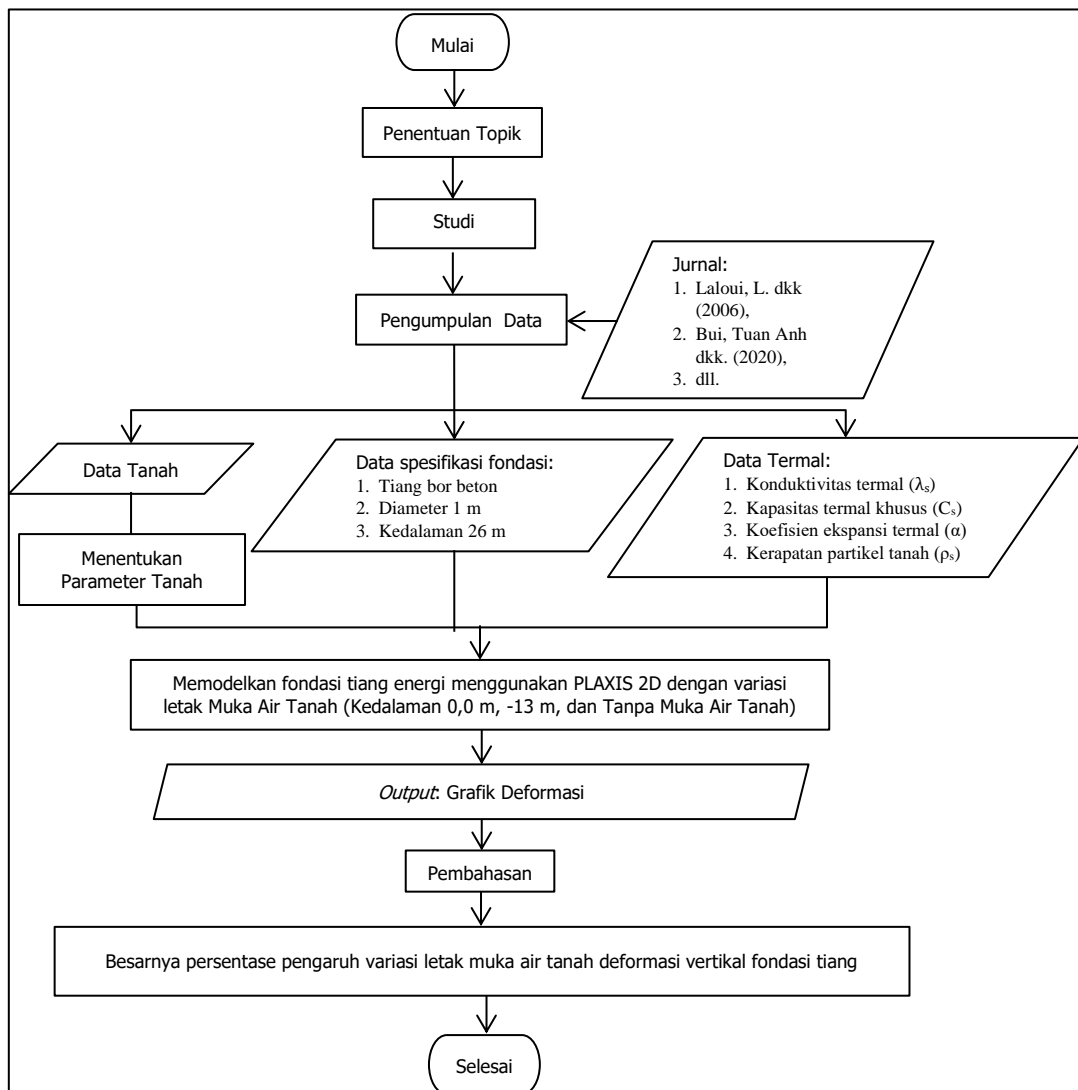 Mulai
Penentuan Topik
Studi
Pengumpulan Data
Jurnal:
1. Laloui, L. dkk
(2006),
2. Bui, Tuan Anh
dkk. (2020),
3. dll.
Data Tanah
Menentukan
Parameter Tanah
Data spesifikasi fondasi:
1. Tiang bor beton
2. Diameter 1 m
3. Kedalaman 26 m
Data Termal:
1. Konduktivitas termal (λₛ)
2. Kapasitas termal khusus (Cₛ)
3. Koefisien ekspansi termal (α)
4. Kerapatan partikel tanah (ρₛ)
Memodelkan fondasi tiang energi menggunakan PLAXIS 2D dengan variasi
letak Muka Air Tanah (Kedalaman 0,0 m, -13 m, dan Tanpa Muka Air Tanah)
Output: Grafik Deformasi
Pembahasan
Besarnya persentase pengaruh variasi letak muka air tanah deformasi vertikal fondasi tiang
Selesai